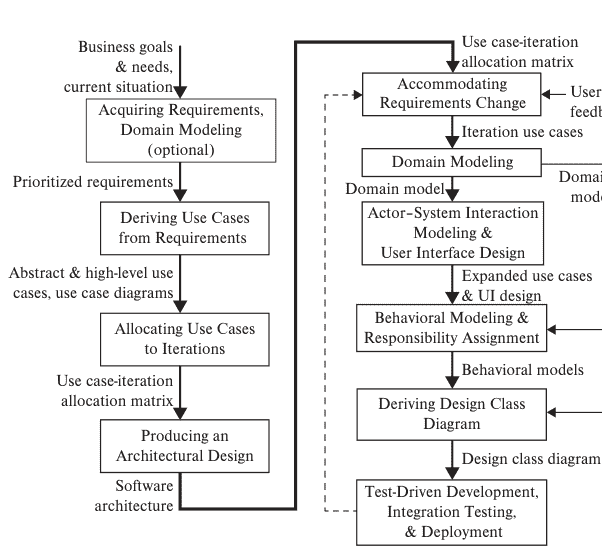 Business goals
& needs,
current situation
Acquiring Requirements,
Domain Modeling
(optional)
Prioritized requirements
Deriving Use Cases
from Requirements
Abstract & high-level use
cases, use case diagrams
Allocating Use Cases
to Iterations
Use case-iteration
allocation matrix
Producing an
Architectural Design
Software
architecture
Use case-iteration
allocation matrix
Accommodating
Requirements Change
User
Iteration use cases
Domain Modeling
Domain model
Actor–System Interaction
Modeling &
User Interface Design
Expanded use cases
& UI design
Behavioral Modeling &
Responsibility Assignment
Behavioral models
Deriving Design Class
Diagram
Design class diagram
Test-Driven Development,
Integration Testing,
& Deployment